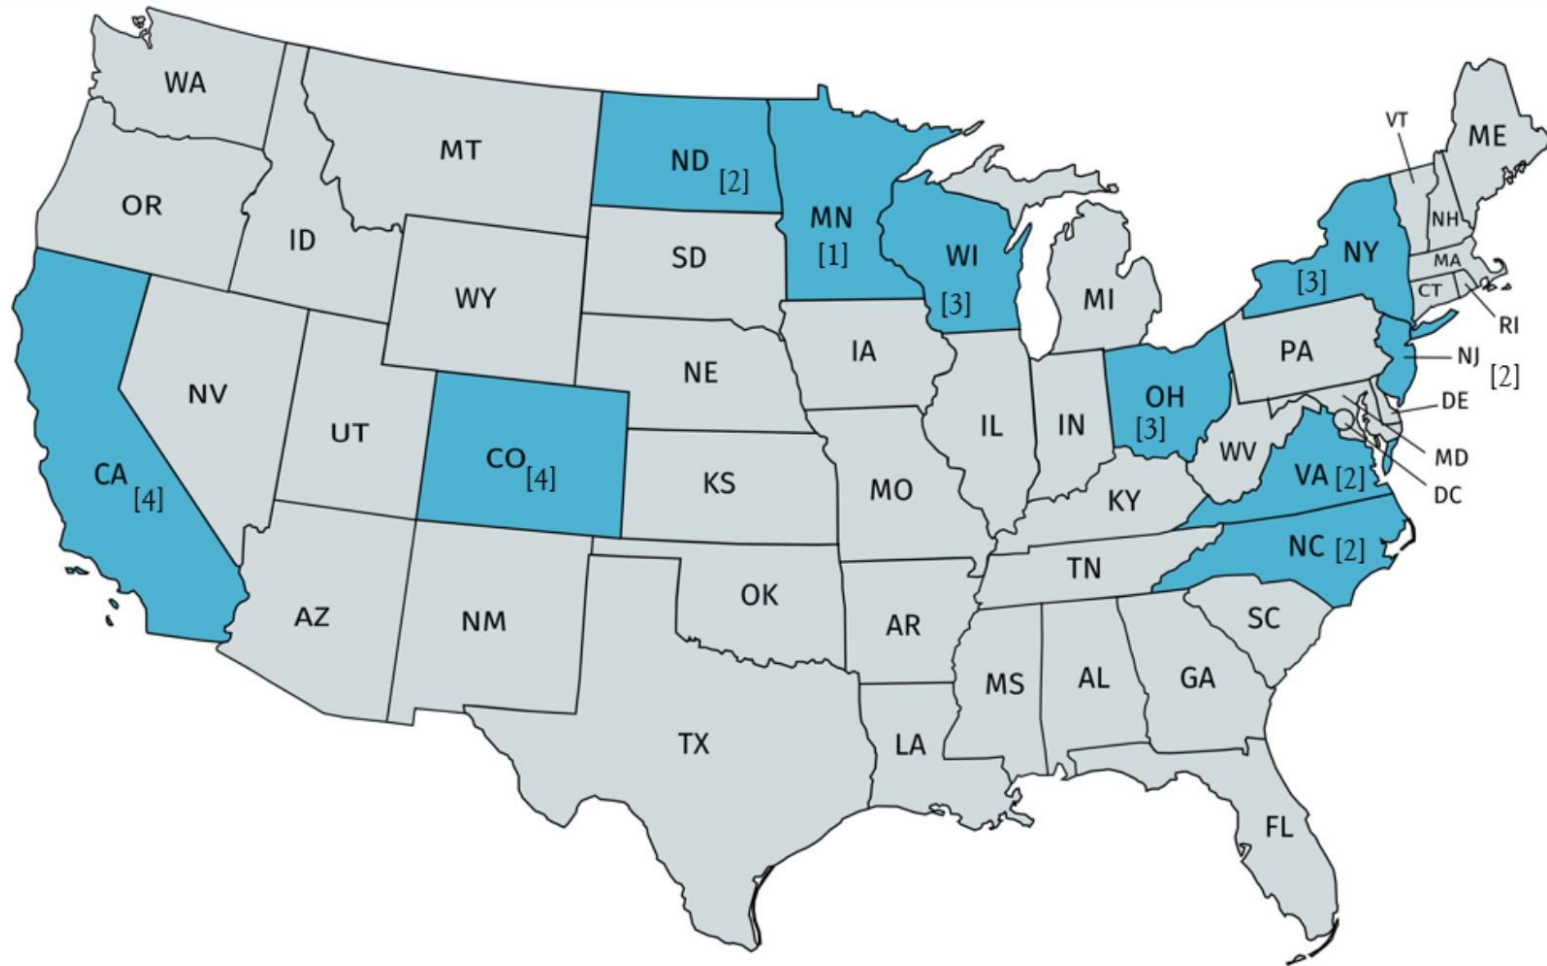 WA
MT
ND [2]
MN
[1]
OR
ID
WY
SD
WI
[3]
MI
VT
ME
NH
NY
[3]
MA
CT
RI
NV
UT
CO [4]
NE
IA
PA
NJ
[2]
CA [4]
KS
MO
IL
IN
OH
[3]
WV
DE
MD
DC
VA [2]
KY
NC [2]
AZ
NM
OK
AR
TN
SC
TX
LA
MS
AL
GA
FL